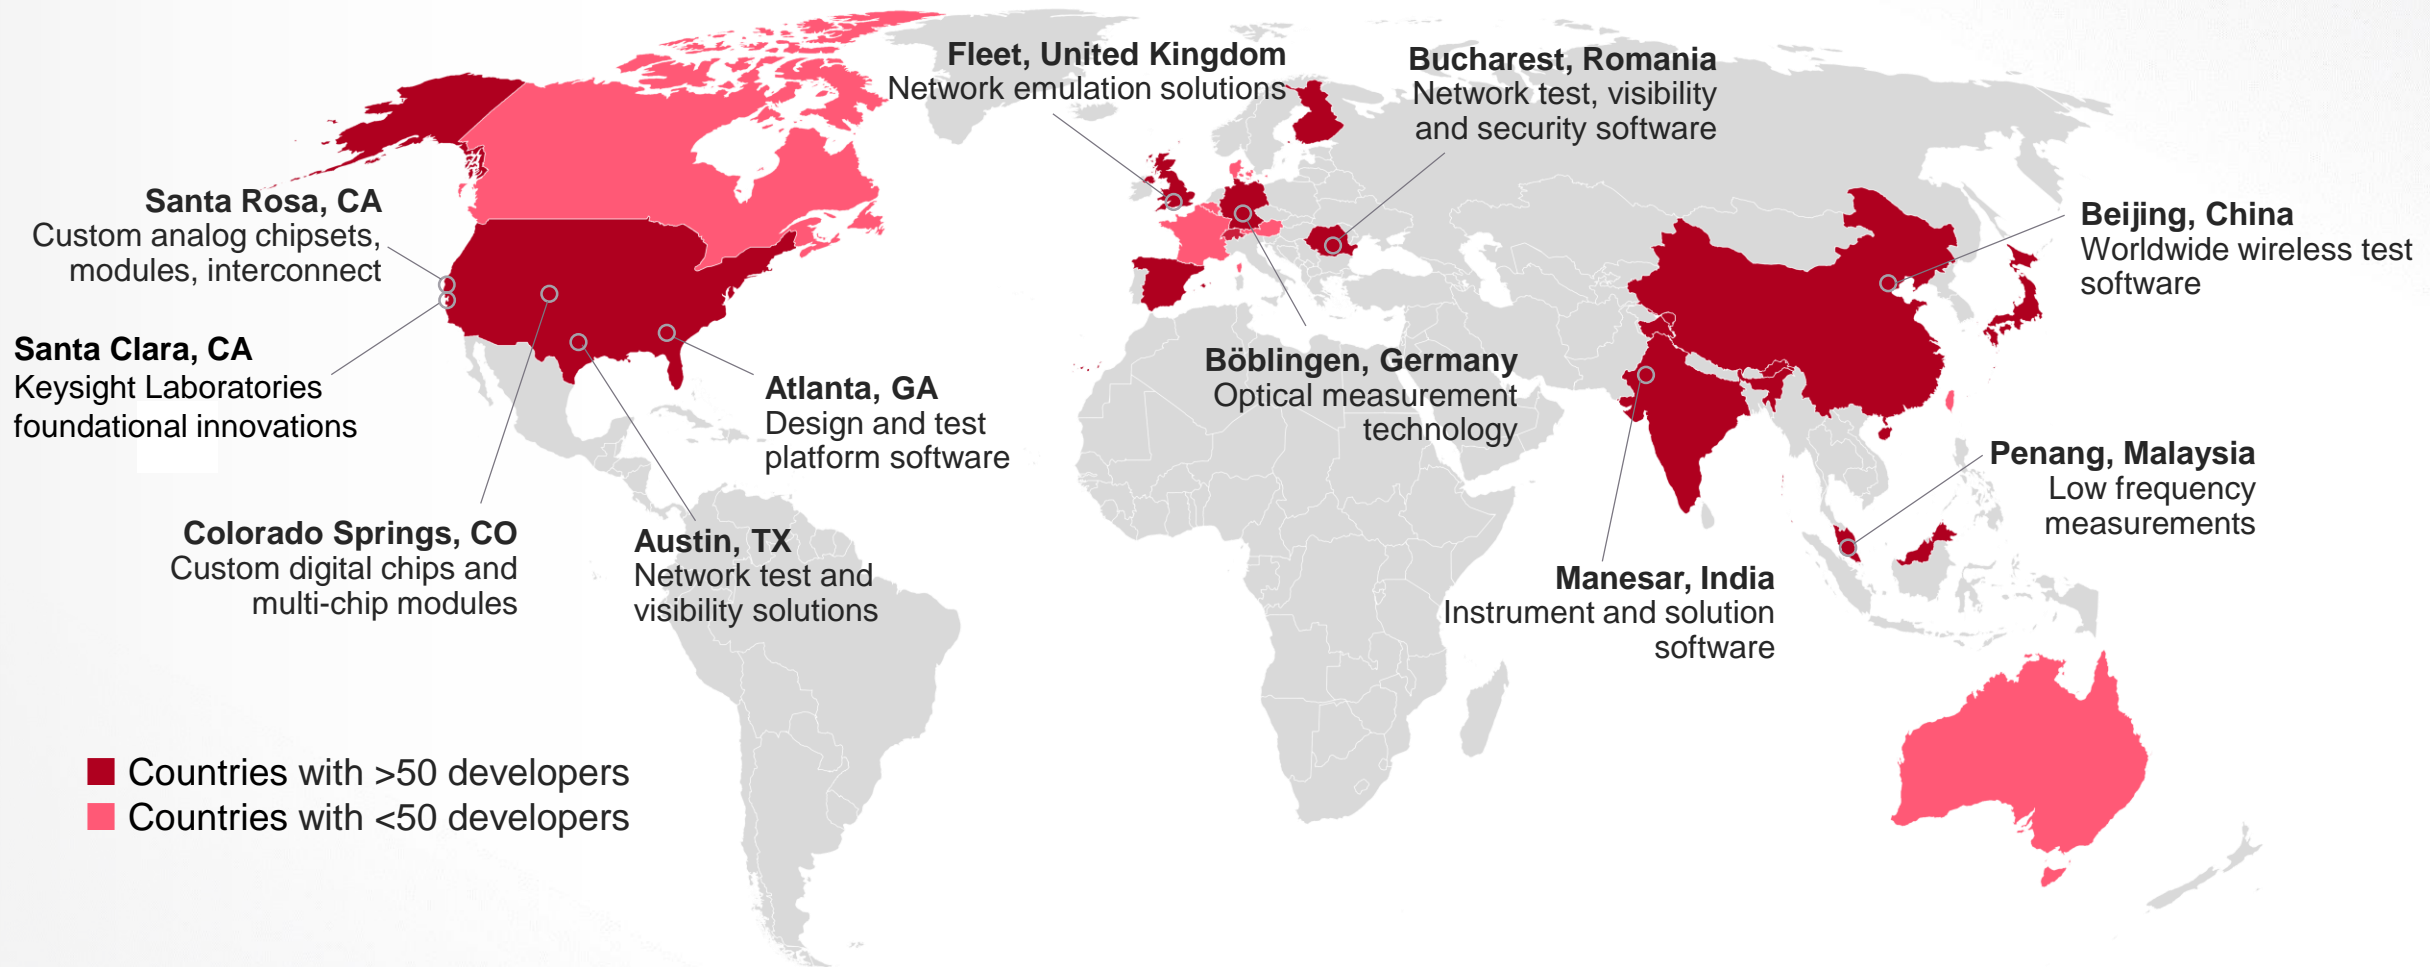 Fleet, United Kingdom
Network emulation solutions
Bucharest, Romania
Network test, visibility
and security software
Santa Rosa, CA
Custom analog chipsets,
modules, interconnect
Beijing, China
Worldwide wireless test
software
Santa Clara, CA
Keysight Laboratories
foundational innovations
Atlanta, GA
Design and test
platform software
Böblingen, Germany
Optical measurement
technology
Penang, Malaysia
Low frequency
measurements
Colorado Springs, CO
Custom digital chips and
multi-chip modules
Austin, TX
Network test and
visibility solutions
Manesar, India
Instrument and solution
software
Countries with >50 developers
Countries with <50 developers